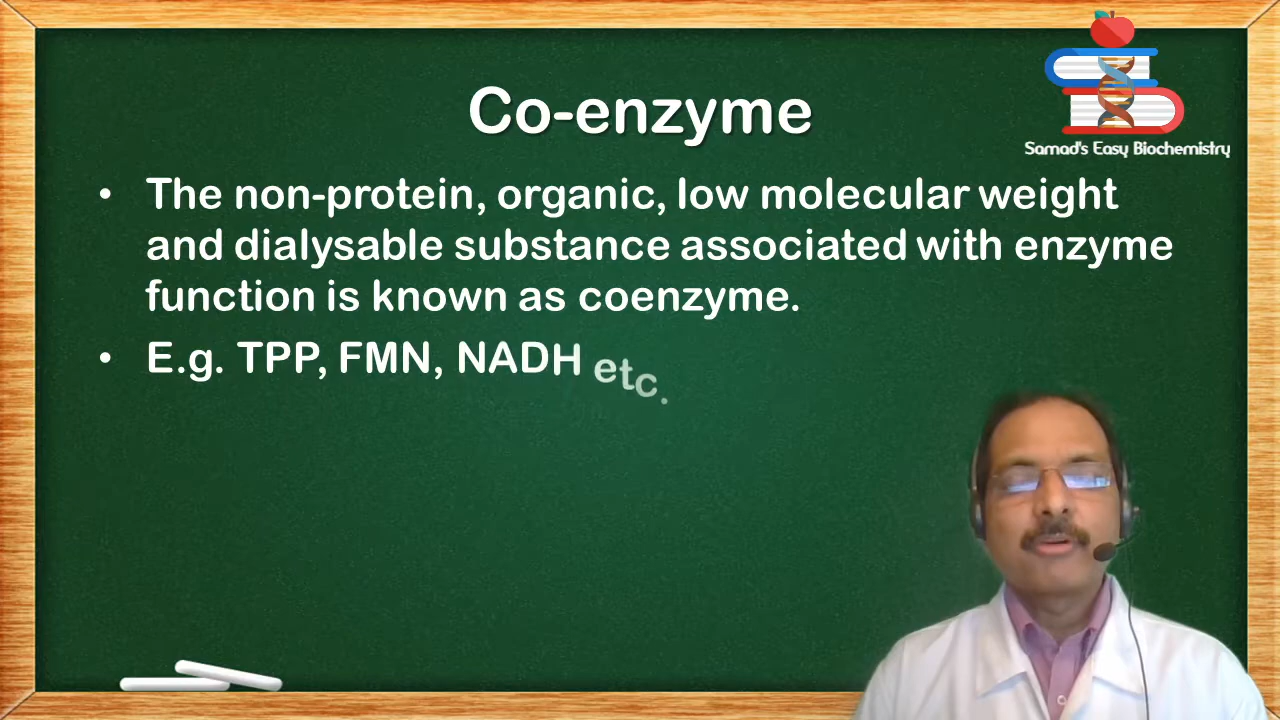 Samad's Easy Biochemistry
Co-enzyme
• The non-protein, organic, low molecular weight
and dialysable substance associated with enzyme
function is known as coenzyme.
• E.g. TPP, FMN, NADH etc.